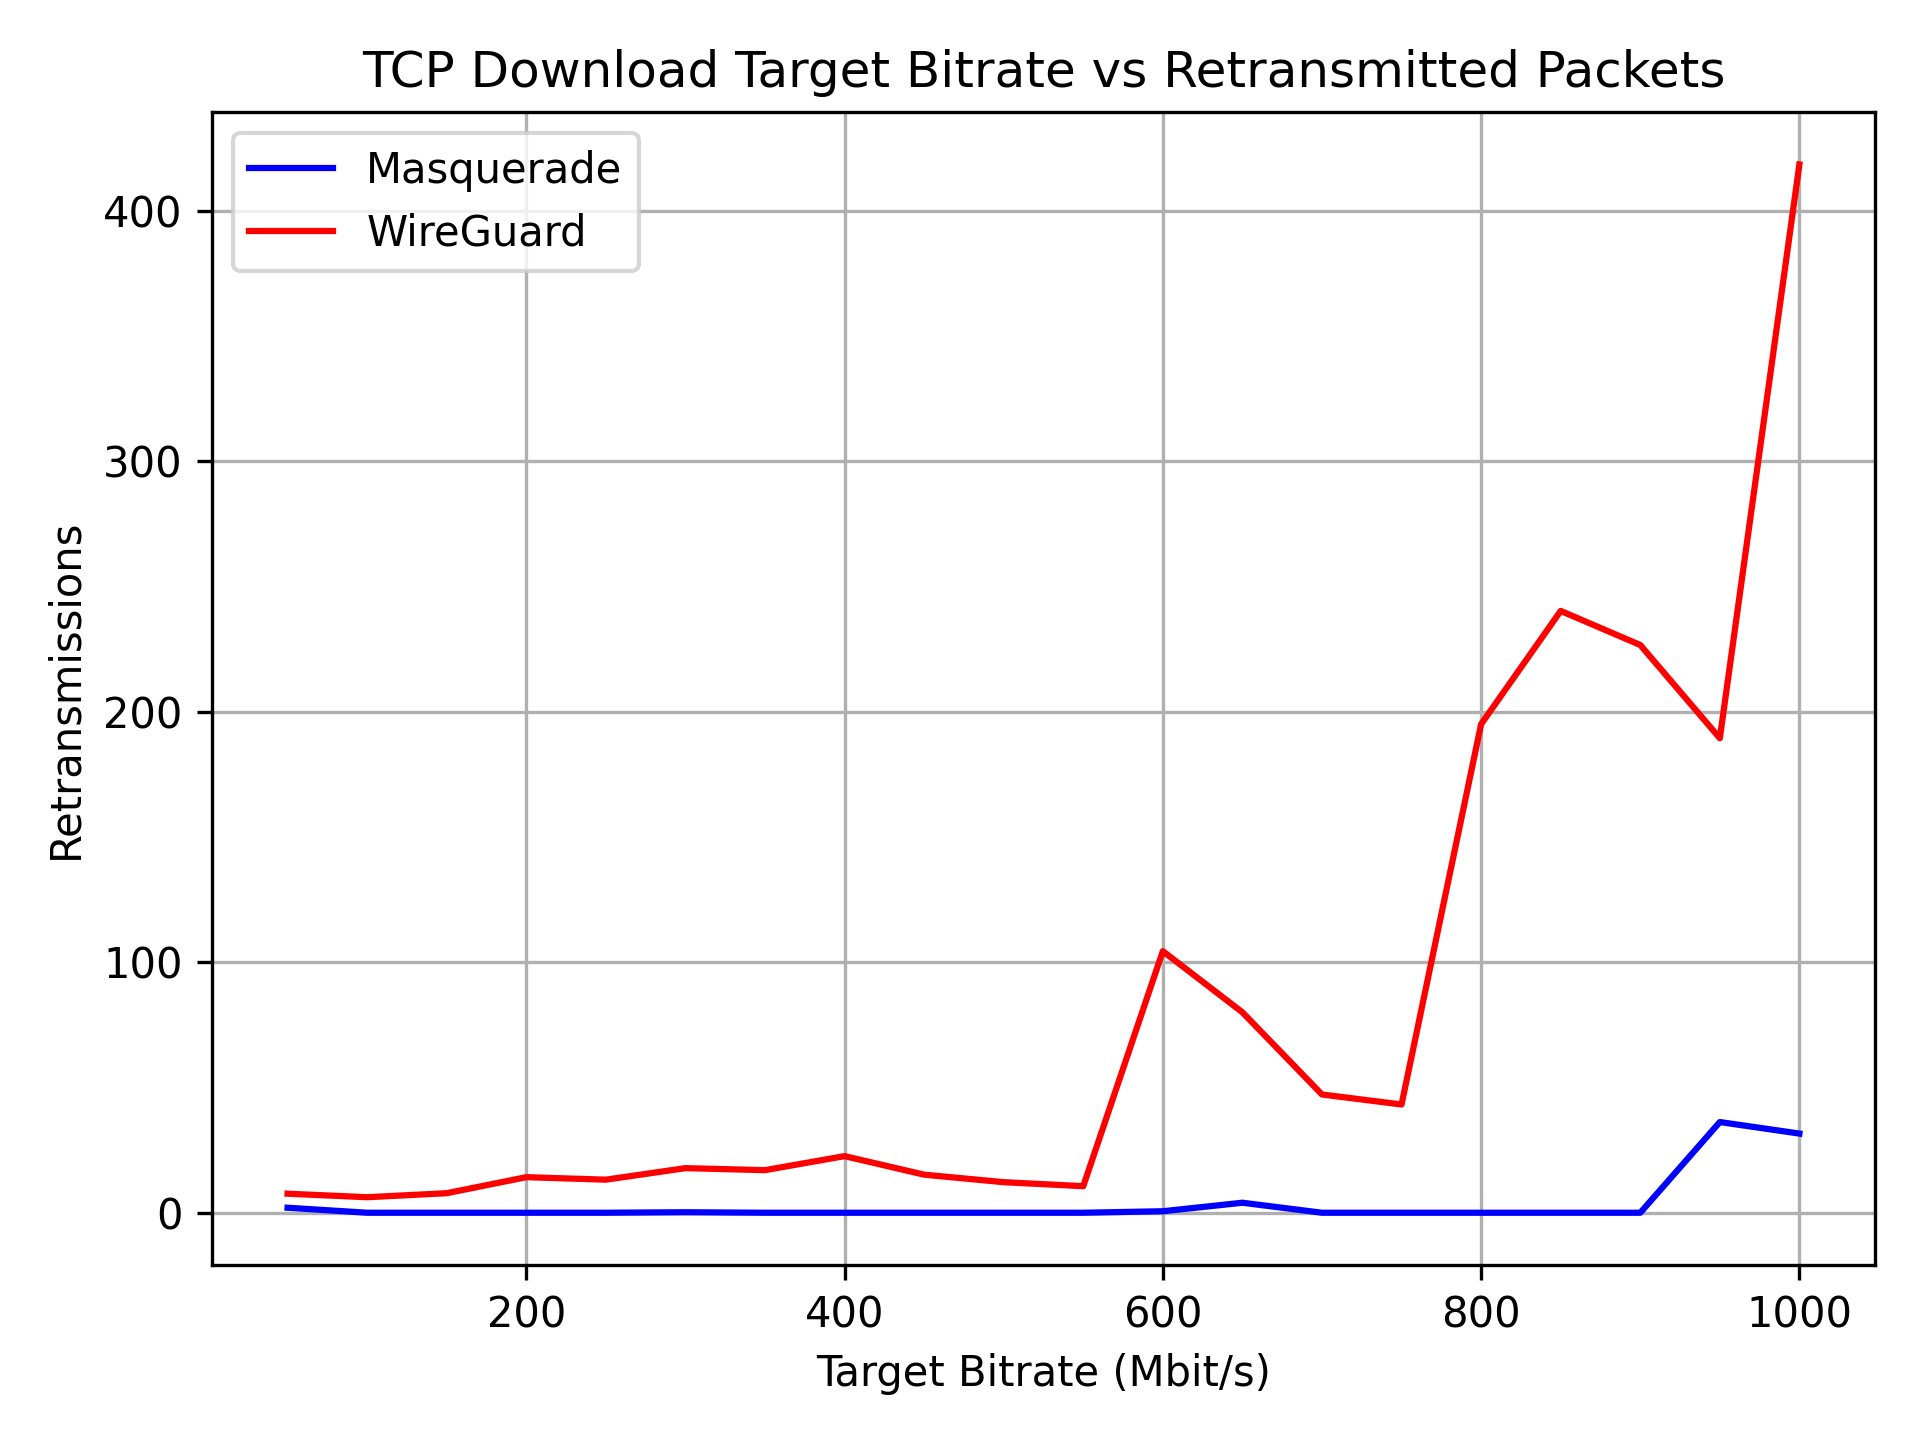 TCP Download Target Bitrate vs Retransmitted Packets
Masquerade
WireGuard
Retransmissions
400
300
200
100
0
200 400 600 800 1000
Target Bitrate (Mbit/s)